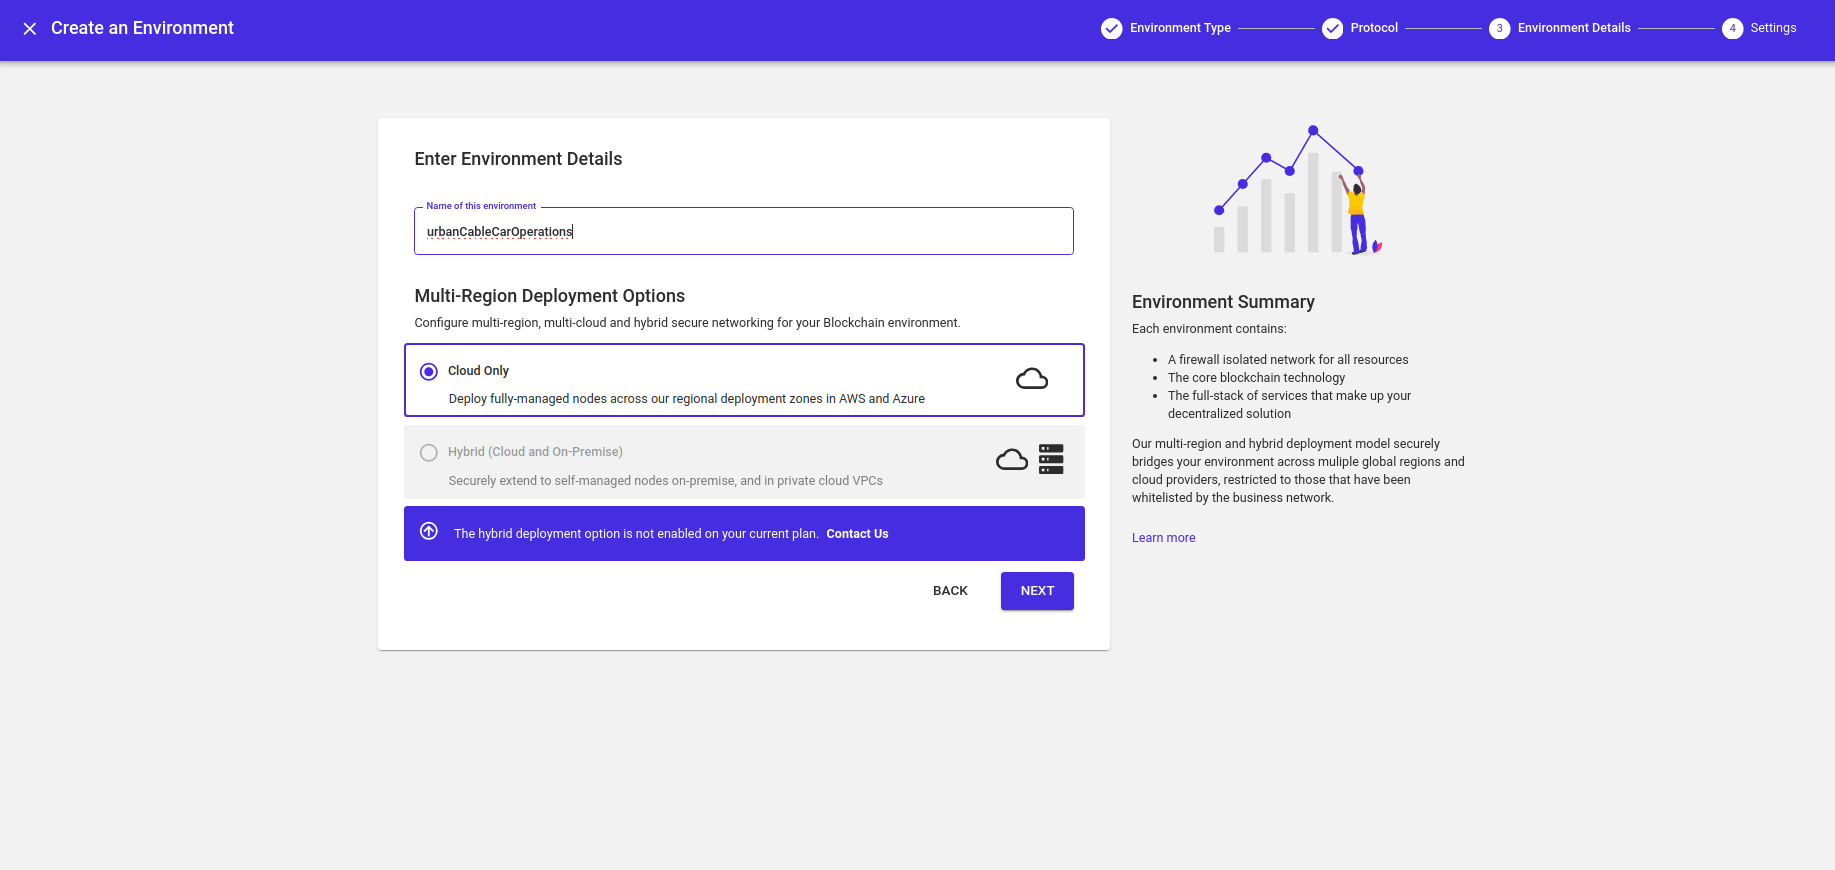 Create an Environment
Environment Type
Protocol
3 Environment Details
4 Settings
Enter Environment Details
Name of this environment
urbanCableCarOperations
Multi-Region Deployment Options
Configure multi-region, multi-cloud and hybrid secure networking for your Blockchain environment.
Cloud Only
Deploy fully-managed nodes across our regional deployment zones in AWS and Azure
Hybrid (Cloud and On-Premise)
Securely extend to self-managed nodes on-premise, and in private cloud VPCs
The hybrid deployment option is not enabled on your current plan. Contact Us
BACK
NEXT
Environment Summary
Each environment contains:
• A firewall isolated network for all resources
• The core blockchain technology
• The full-stack of services that make up your
decentralized solution
Our multi-region and hybrid deployment model securely
bridges your environment across muliple global regions and
cloud providers, restricted to those that have been
whitelisted by the business network.
Learn more